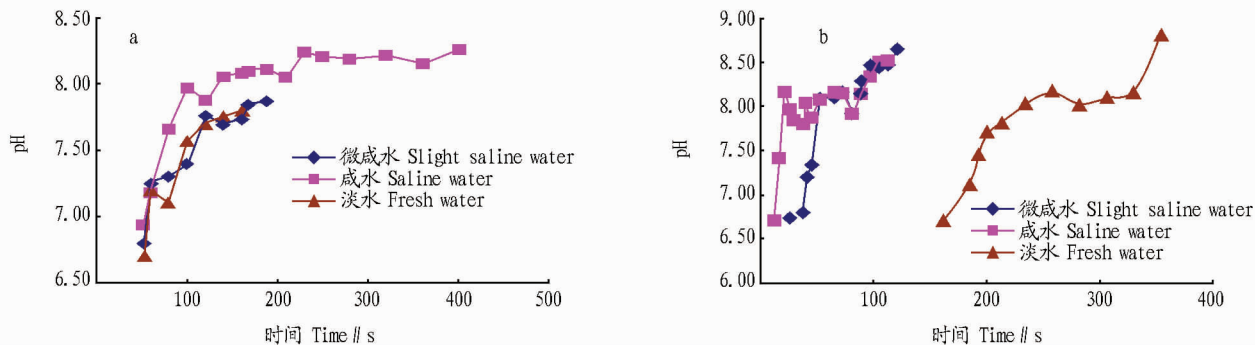 a
8.50
8.00
7.50
7.00
6.50
pH
100
200
300
400
500
时间 Time // s
微咸水 Slight saline water
咸水 Saline water
淡水 Fresh water
b
9.00
8.50
8.00
7.50
7.00
6.50
6.00
pH
100
200
300
400
时间 Time // s
微咸水 Slight saline water
咸水 Saline water
淡水 Fresh water